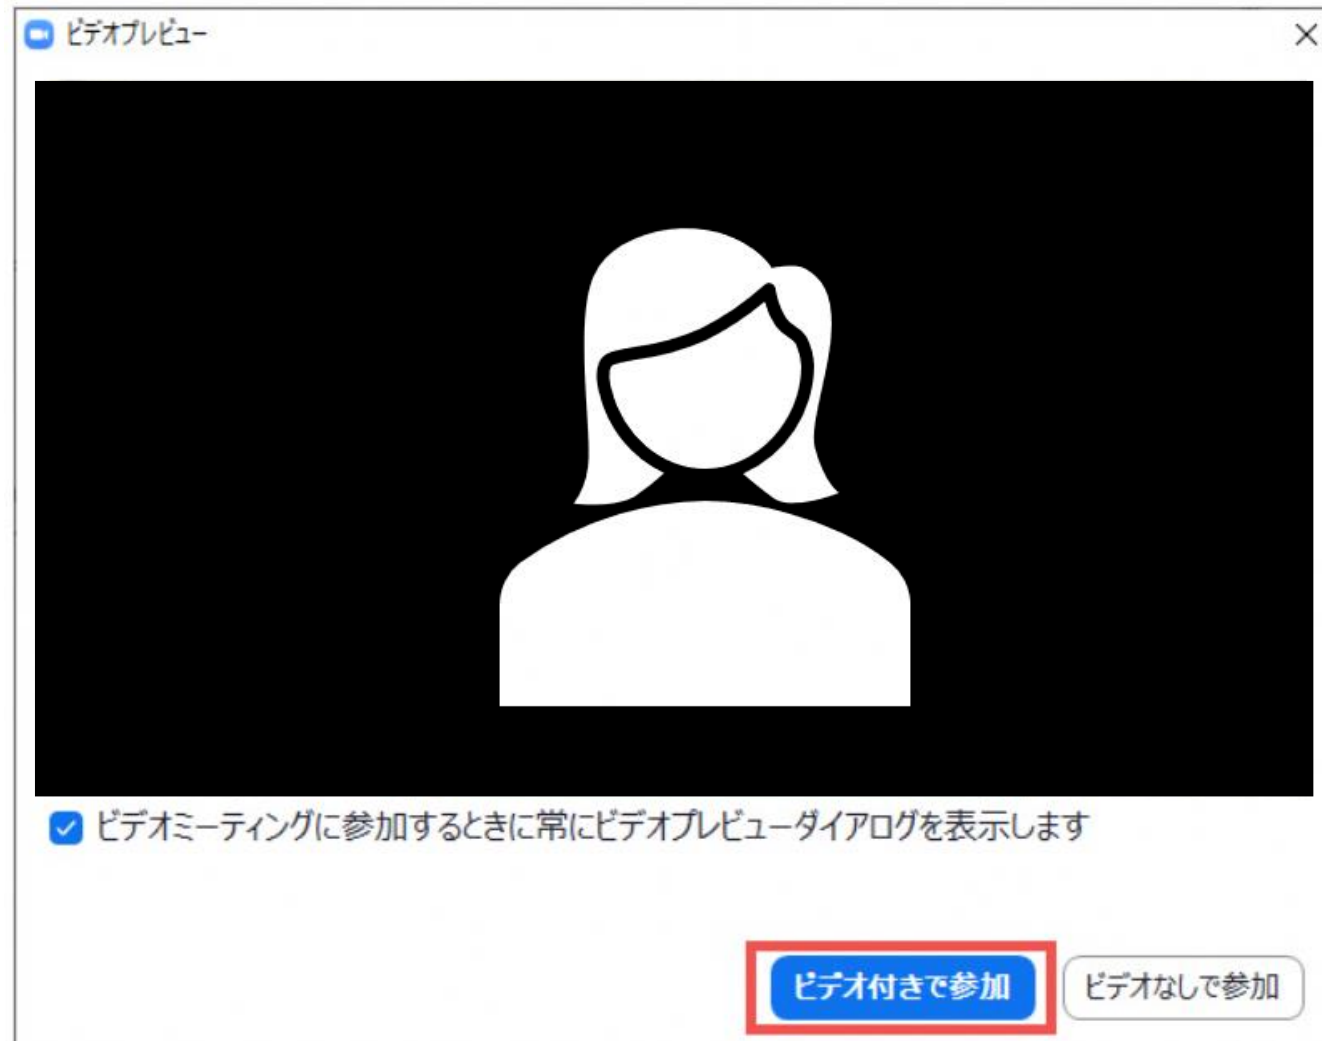 ビデオプレビュー
ビデオミーティングに参加するときに常にビデオプレビューダイアログを表示します
ビデオ付きで参加
ビデオなしで参加